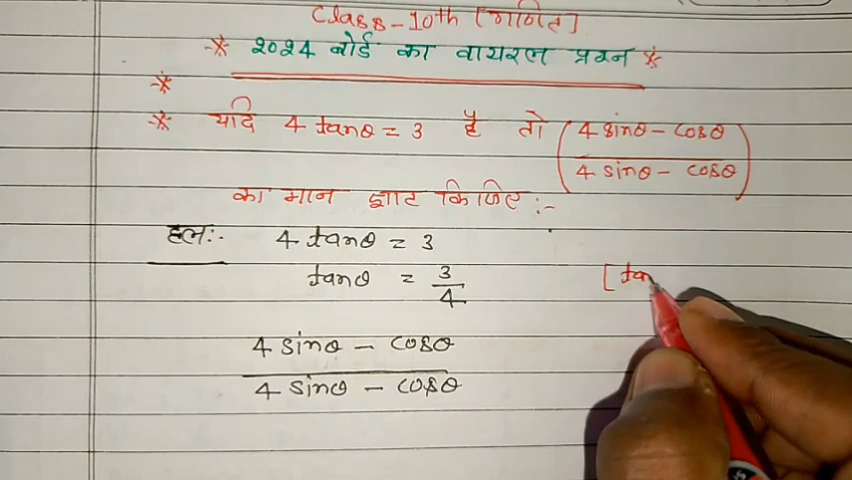 Class - 10th [गणित]
* 2024 बोर्ड का वायरल प्रश्न *
*
* यदि 4 tanθ = 3 है तो (4 sinθ - cosθ / 4 sinθ - cosθ)
का मान ज्ञात किजिए :-
हल :- 4 tanθ = 3
tanθ = 3/4
[tan
4 sinθ - cosθ
4 sinθ - cosθ